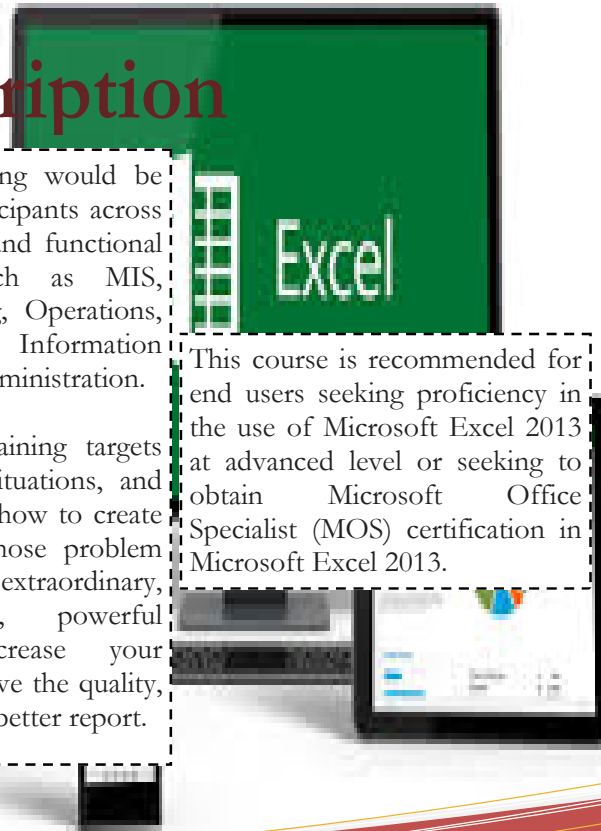 ription
ng would be
cipants across
and functional
ch as MIS,
g, Operations,
Information
ministration.
aining targets
ituations, and
how to create
hose problem
extraordinary,
, powerful
crease your
ve the quality,
better report.
Excel
This course is recommended for
end users seeking proficiency in
the use of Microsoft Excel 2013
at advanced level or seeking to
obtain Microsoft Office
Specialist (MOS) certification in
Microsoft Excel 2013.